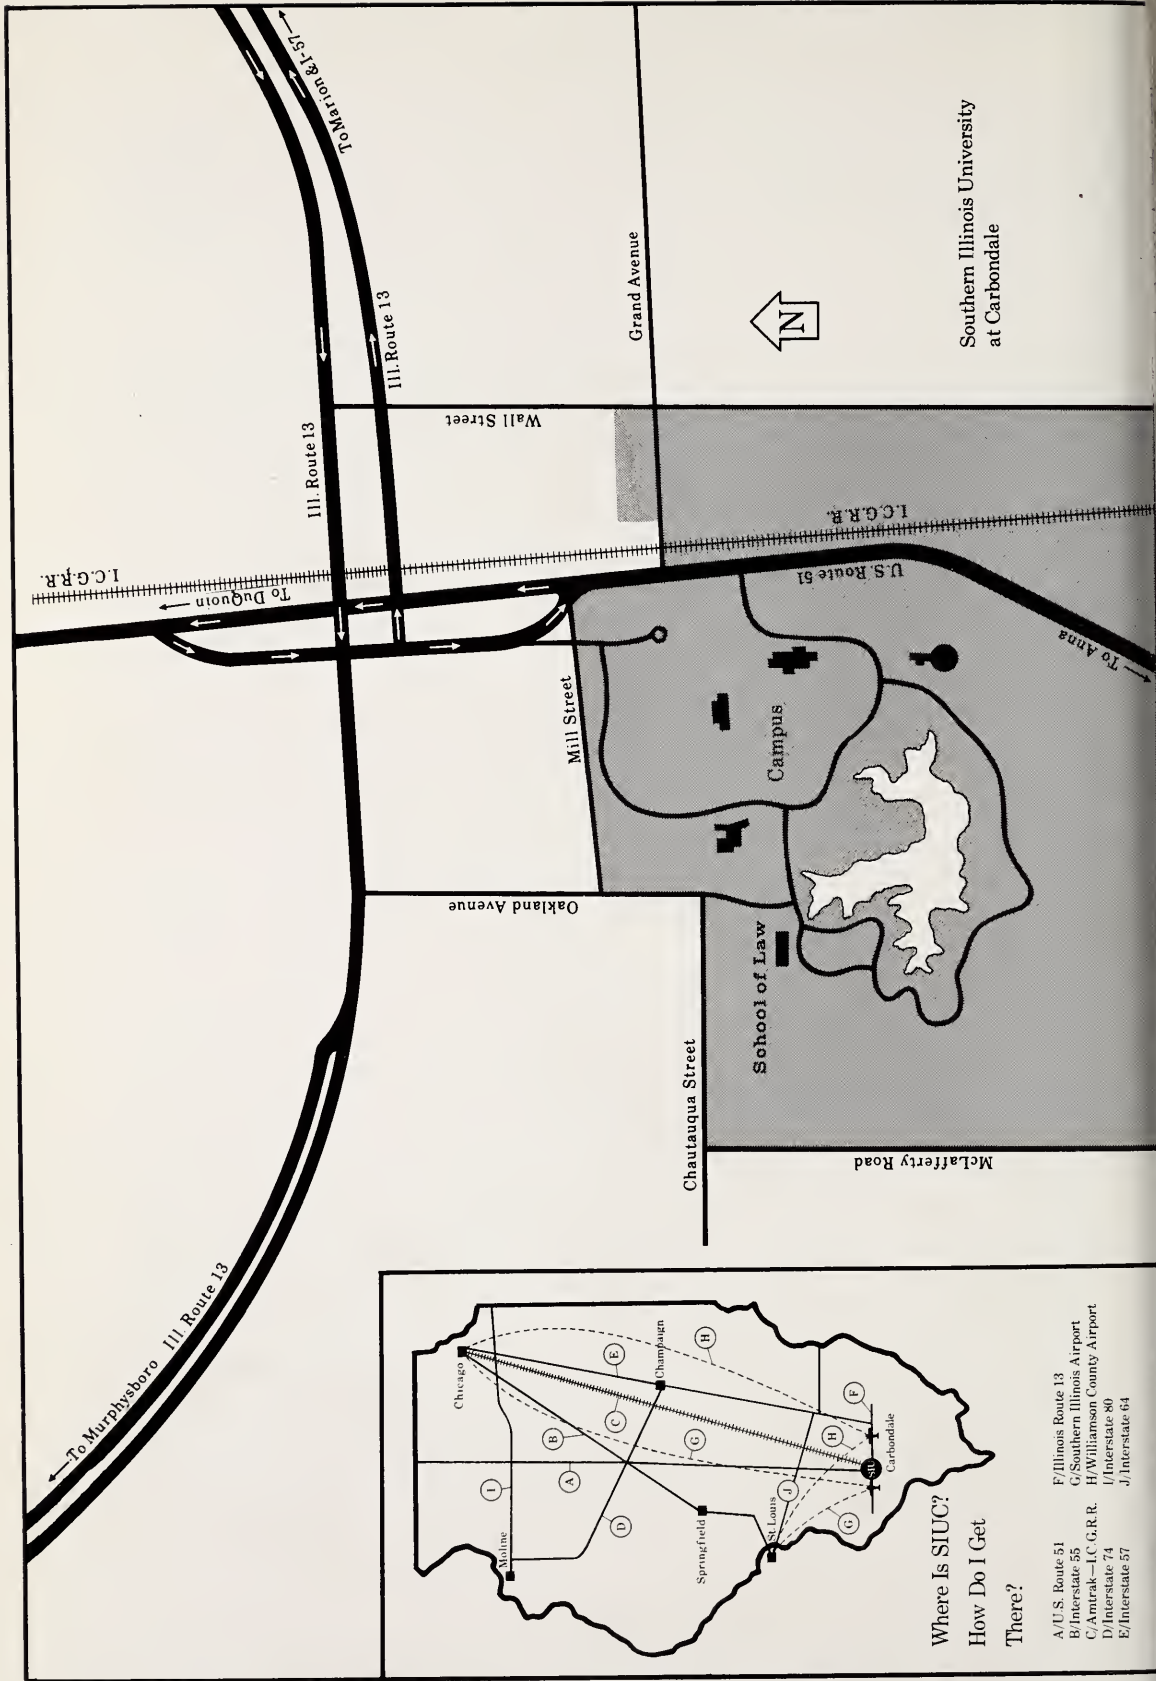 To Marion & I-57
Ill. Route 13
Ill. Route 13
I.C.G.R.R.
To DuQuoin
Wall Street
Grand Avenue
N
Southern Illinois University
at Carbondale
I.C.G.R.R.
U.S. Route 51
To Anna
Mill Street
Campus
Oakland Avenue
School of Law
Chautauqua Street
McLafferty Road
To Murphysboro Ill. Route 13
Chicago
Moline
Champaign
Springfield
St. Louis
SIU
Carbondale
A
B
C
D
E
F
G
G
H
H
I
J
Where Is SIUC?
How Do I Get
There?
A/U.S. Route 51
B/Interstate 55
C/Amtrak—I.C.G.R.R.
D/Interstate 74
E/Interstate 57
F/Illinois Route 13
G/Southern Illinois Airport
H/Williamson County Airport
I/Interstate 80
J/Interstate 64